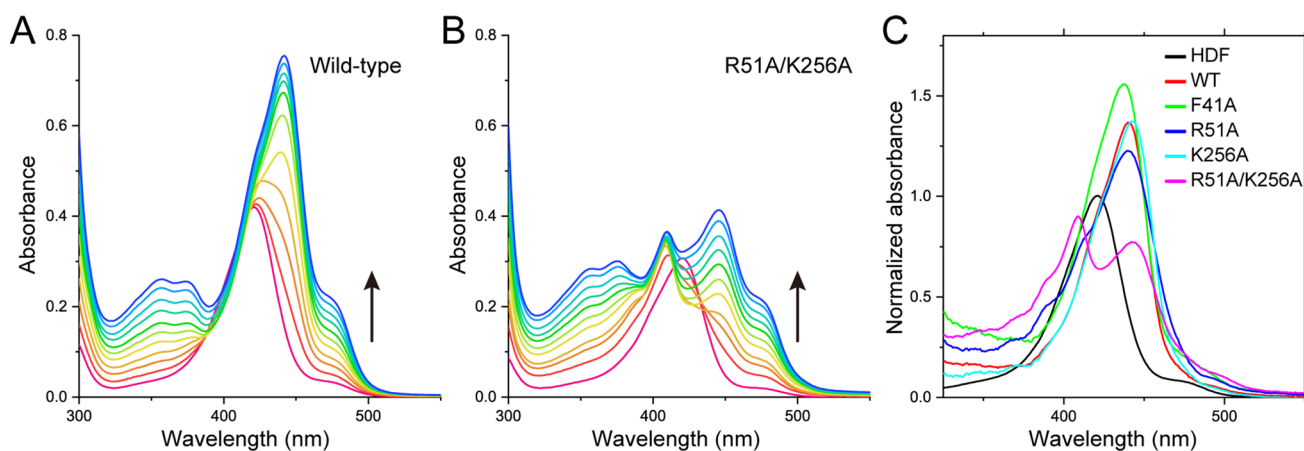 A
Wild-type
Absorbance
0.8
0.6
0.4
0.2
0.0
300
400
500
Wavelength (nm)
B
R51A/K256A
Absorbance
0.8
0.6
0.4
0.2
0.0
300
400
500
Wavelength (nm)
C
HDF
WT
F41A
R51A
K256A
R51A/K256A
Normalized absorbance
1.5
1.0
0.5
0.0
400
500
Wavelength (nm)